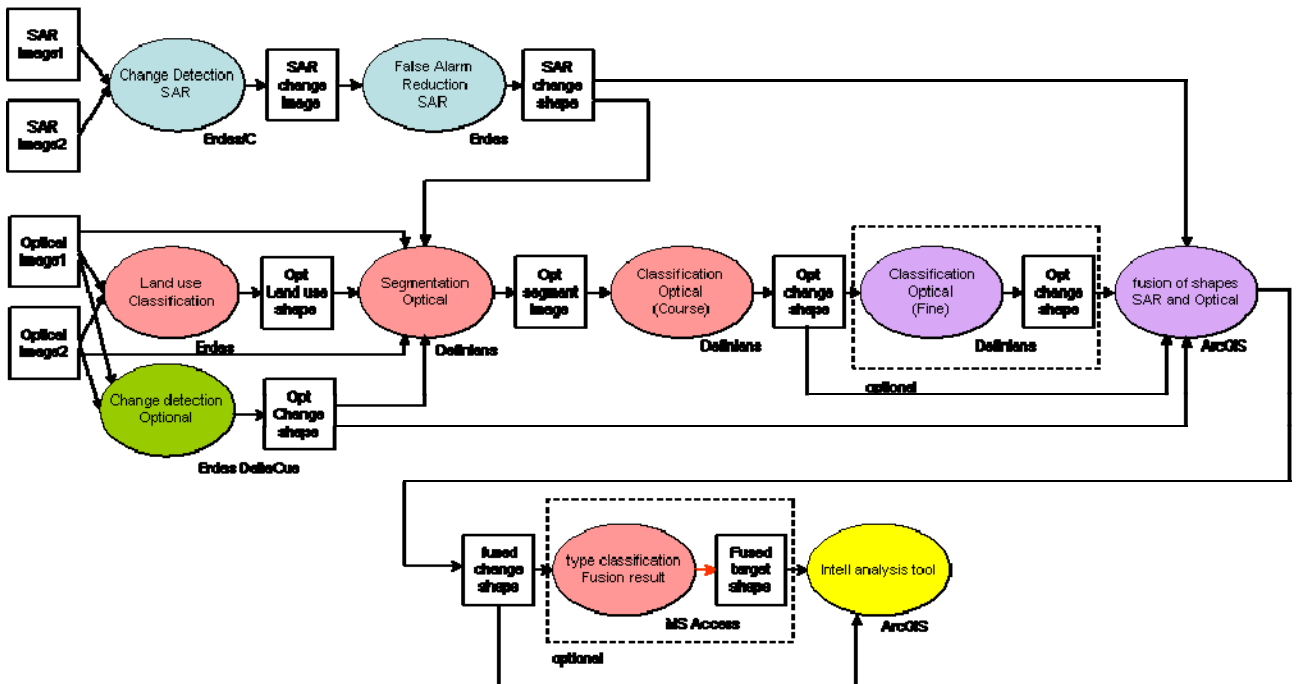 SAR
Image1
Change Detection
SAR
SAR
change
image
False Alarm
Reduction
SAR
SAR
change
shape
SAR
Image2
Erdas/C
Erdas
Optical
Image1
Land use
Classification
Opt
Land use
shape
Segmentation
Optical
Opt
segment
image
Classification
Optical
(Course)
Opt
change
shape
Classification
Optical
(Fine)
Opt
change
shape
fusion of shapes
SAR and Optical
Optical
Image2
Erdas
Definiens
Definiens
Definiens
ArcGIS
optional
Change detection
Optional
Opt
Change
shape
Erdas DeltaCue
fused
change
shape
type classification
Fusion result
Fused
target
shape
Intell analysis tool
MS Access
ArcGIS
optional